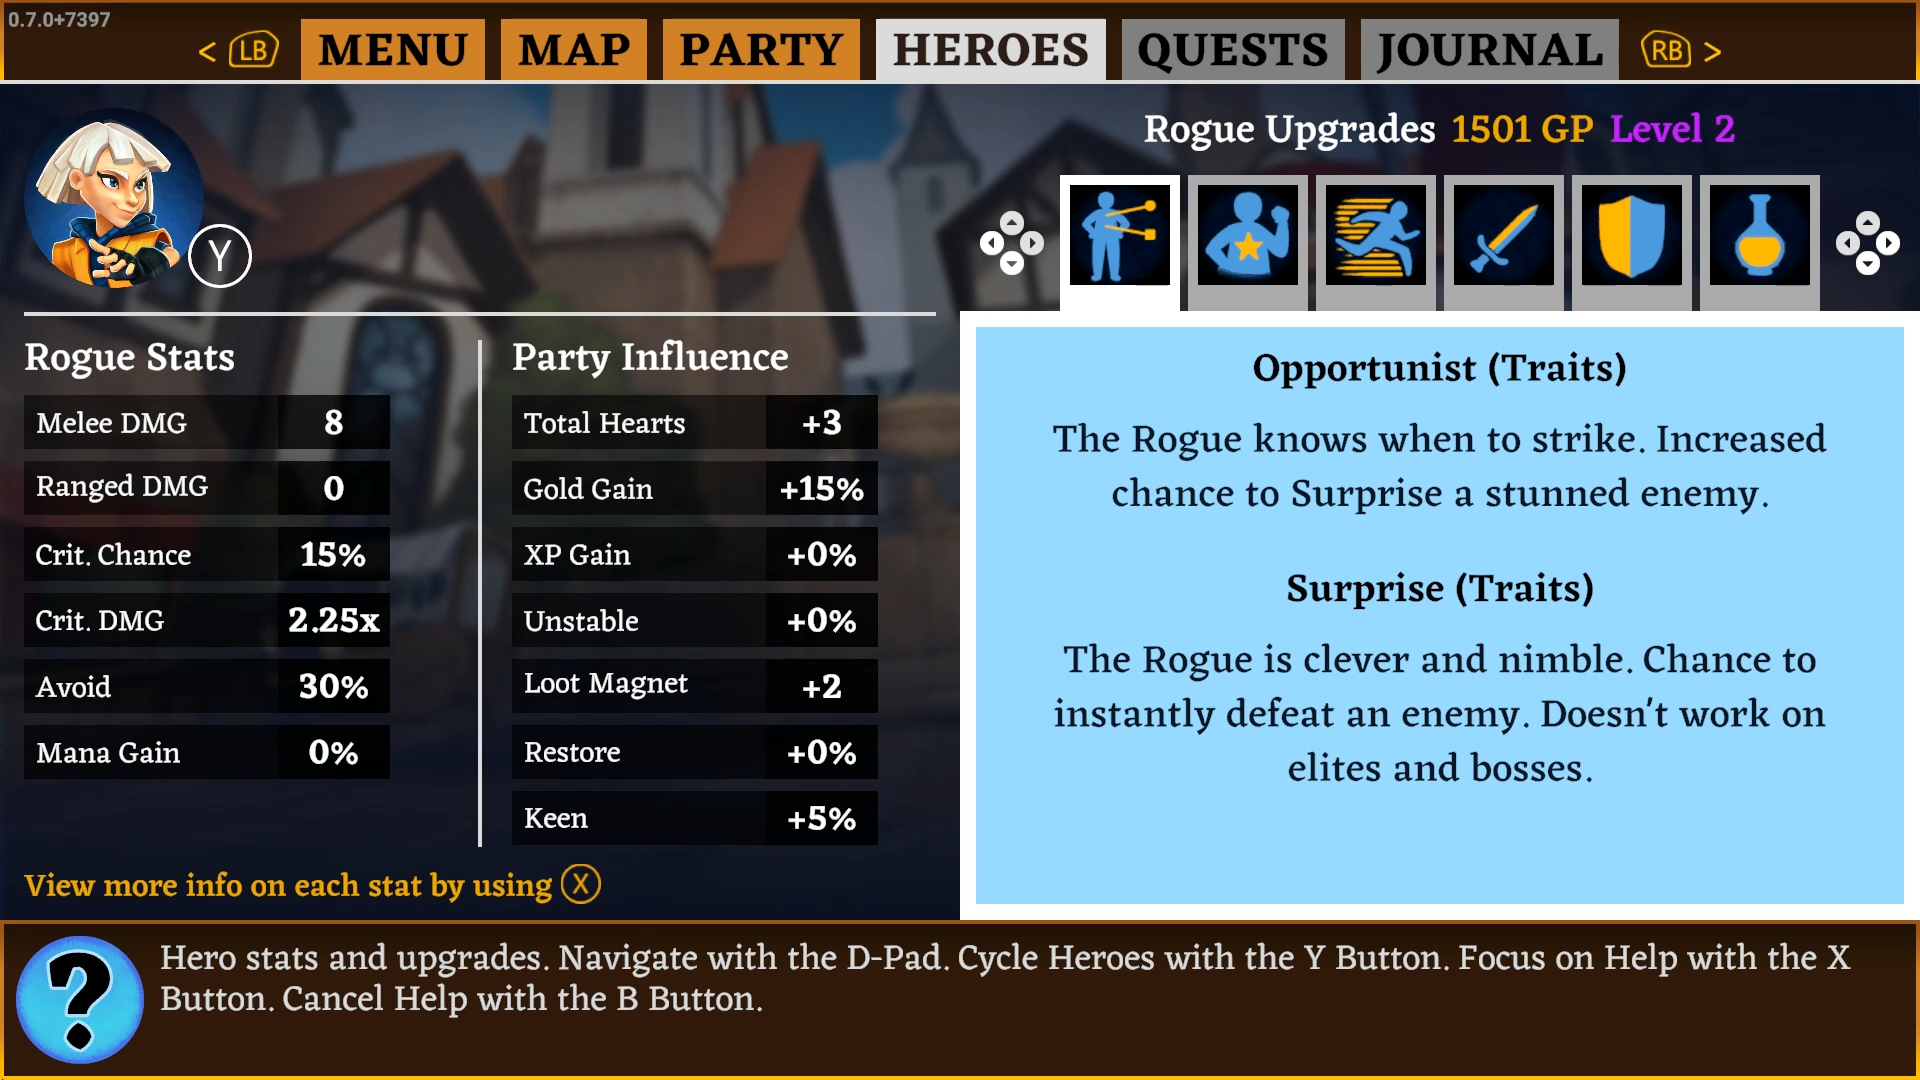 0.7.0+7397
< LB MENU MAP PARTY HEROES QUESTS JOURNAL RB >
Rogue Upgrades 1501 GP Level 2
Y
Rogue Stats
Melee DMG 8
Ranged DMG 0
Crit. Chance 15%
Crit. DMG 2.25x
Avoid 30%
Mana Gain 0%
Party Influence
Total Hearts +3
Gold Gain +15%
XP Gain +0%
Unstable +0%
Loot Magnet +2
Restore +0%
Keen +5%
View more info on each stat by using X
Opportunist (Traits)
The Rogue knows when to strike. Increased
chance to Surprise a stunned enemy.
Surprise (Traits)
The Rogue is clever and nimble. Chance to
instantly defeat an enemy. Doesn't work on
elites and bosses.
?
Hero stats and upgrades. Navigate with the D-Pad. Cycle Heroes with the Y Button. Focus on Help with the X
Button. Cancel Help with the B Button.